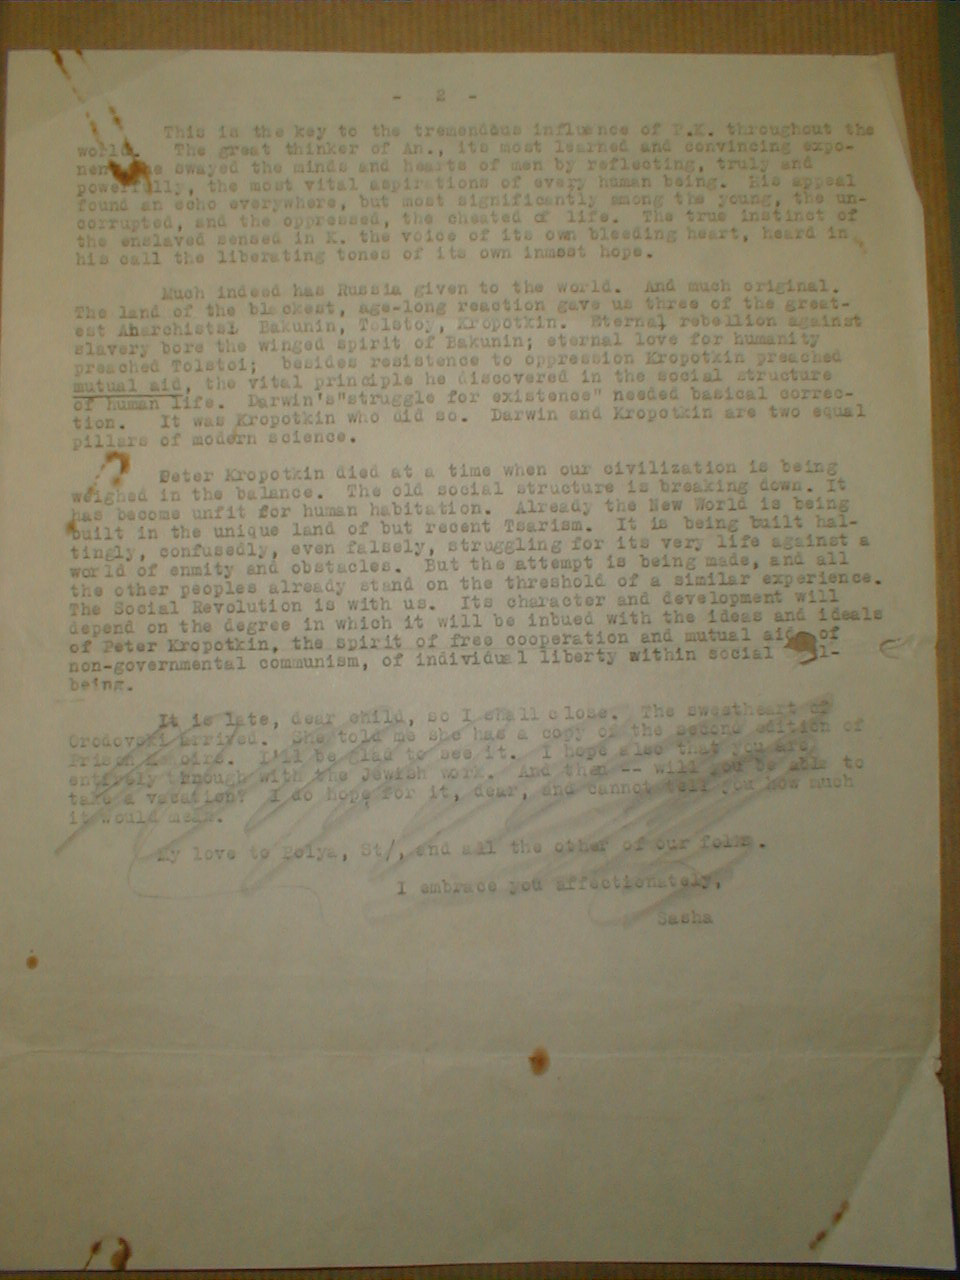 - 2 -
This is the key to the tremendous influence of P.K. throughout the
world. The great thinker of An., its most learned and convincing expo-
nent, he swayed the minds and hearts of men by reflecting, truly and
powerfully, the most vital aspirations of every human being. His appeal
found an echo everywhere, but most significantly among the young, the un-
corrupted, and the oppressed, the cheated of life. The true instinct of
the enslaved sensed in K. the voice of its own bleeding heart, heard in
his call the liberating tones of its own inmost hope.
Much indeed has Russia given to the world. And much original.
The land of the blackest, age-long reaction gave us three of the great-
est Anarchists: Bakunin, Tolstoy, Kropotkin. Eternal rebellion against
slavery bore the winged spirit of Bakunin; eternal love for humanity
preached Tolstoi; besides resistence to oppression Kropotkin preached
mutual aid, the vital principle he discovered in the social structure
of human life. Darwin's"struggle for existence" needed basical correc-
tion. It was Kropotkin who did so. Darwin and Kropotkin are two equal
pillars of modern science.
Peter Kropotkin died at a time when our civilization is being
weighed in the balance. The old social structure is breaking down. It
has become unfit for human habitation. Already the New World is being
built in the unique land of but recent Tsarism. It is being built hal-
tingly, confusedly, even falsely, struggling for its very life against a
world of enmity and obstacles. But the attempt is being made, and all
the other peoples already stand on the threshold of a similar experience.
The Social Revolution is with us. Its character and development will
depend on the degree in which it will be inbued with the ideas and ideals
of Peter Kropotkin, the spirit of free cooperation and mutual aid, of
non-governmental communism, of individual liberty within social l-
being.
It is late, dear child, so I shall close. The sweetheart of
Orodovski arrived. She told me she has a copy of the second edition of
Prison Memoirs. I'll be glad to see it. I hope also that you are
entirely through with the Jewish work. And then -- will you be able to
take a vacation? I do hope for it, dear, and cannot tell you how much
it would mean.
My love to Polya, St/, and all the other of our folks.
I embrace you affectionately,
Sasha